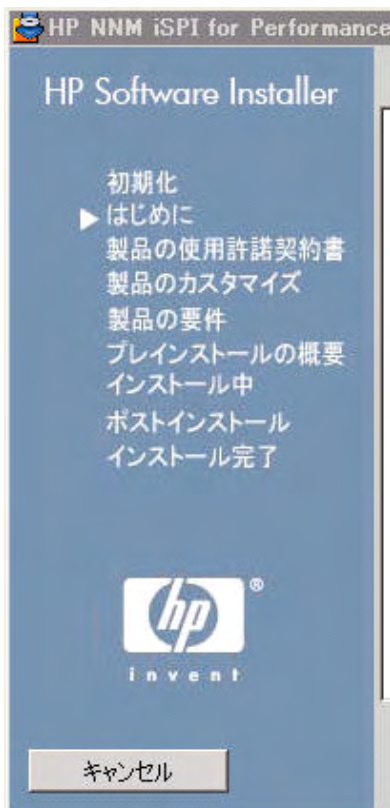 HP NNM iSPI for Performance
HP Software Installer
初期化
はじめに
製品の使用許諾契約書
製品のカスタマイズ
製品の要件
プレインストールの概要
インストール中
ポストインストール
インストール完了
hp
®
invent
キャンセル